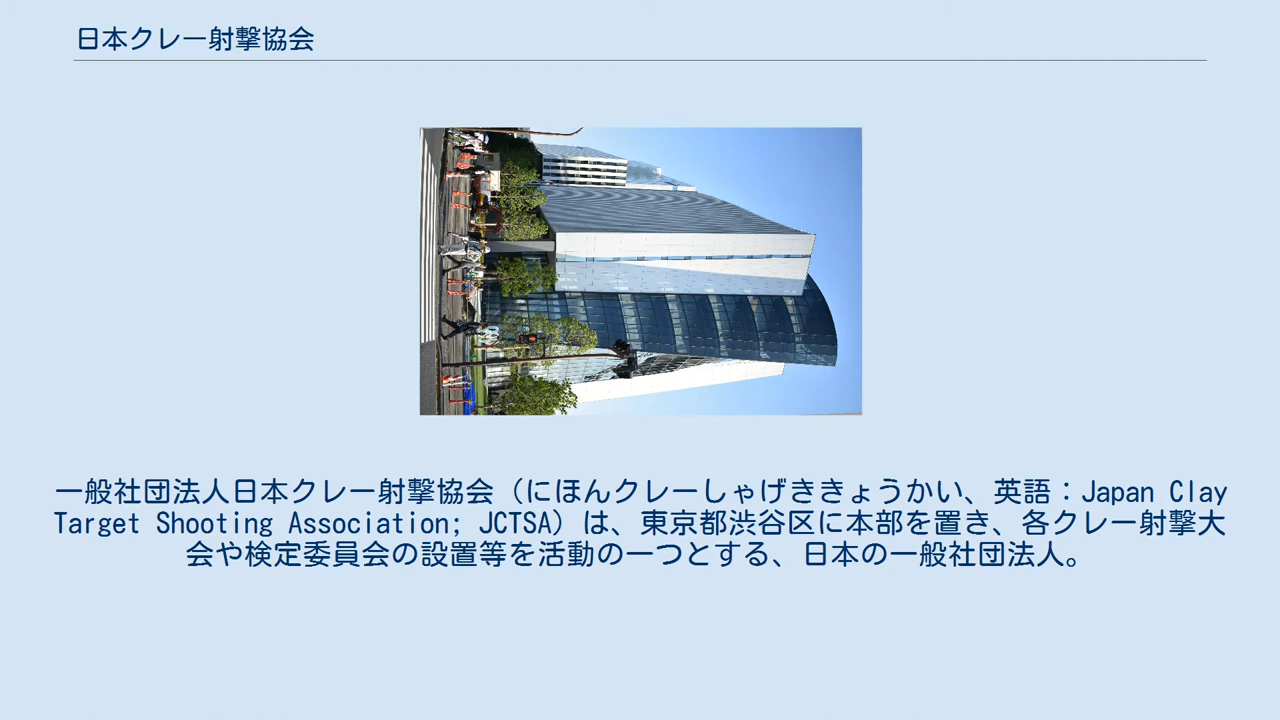 日本クレー射撃協会
一般社団法人日本クレー射撃協会（にほんクレーしゃげききょうかい、英語：Japan Clay
Target Shooting Association; JCTSA）は、東京都渋谷区に本部を置き、各クレー射撃大
会や検定委員会の設置等を活動の一つとする、日本の一般社団法人。